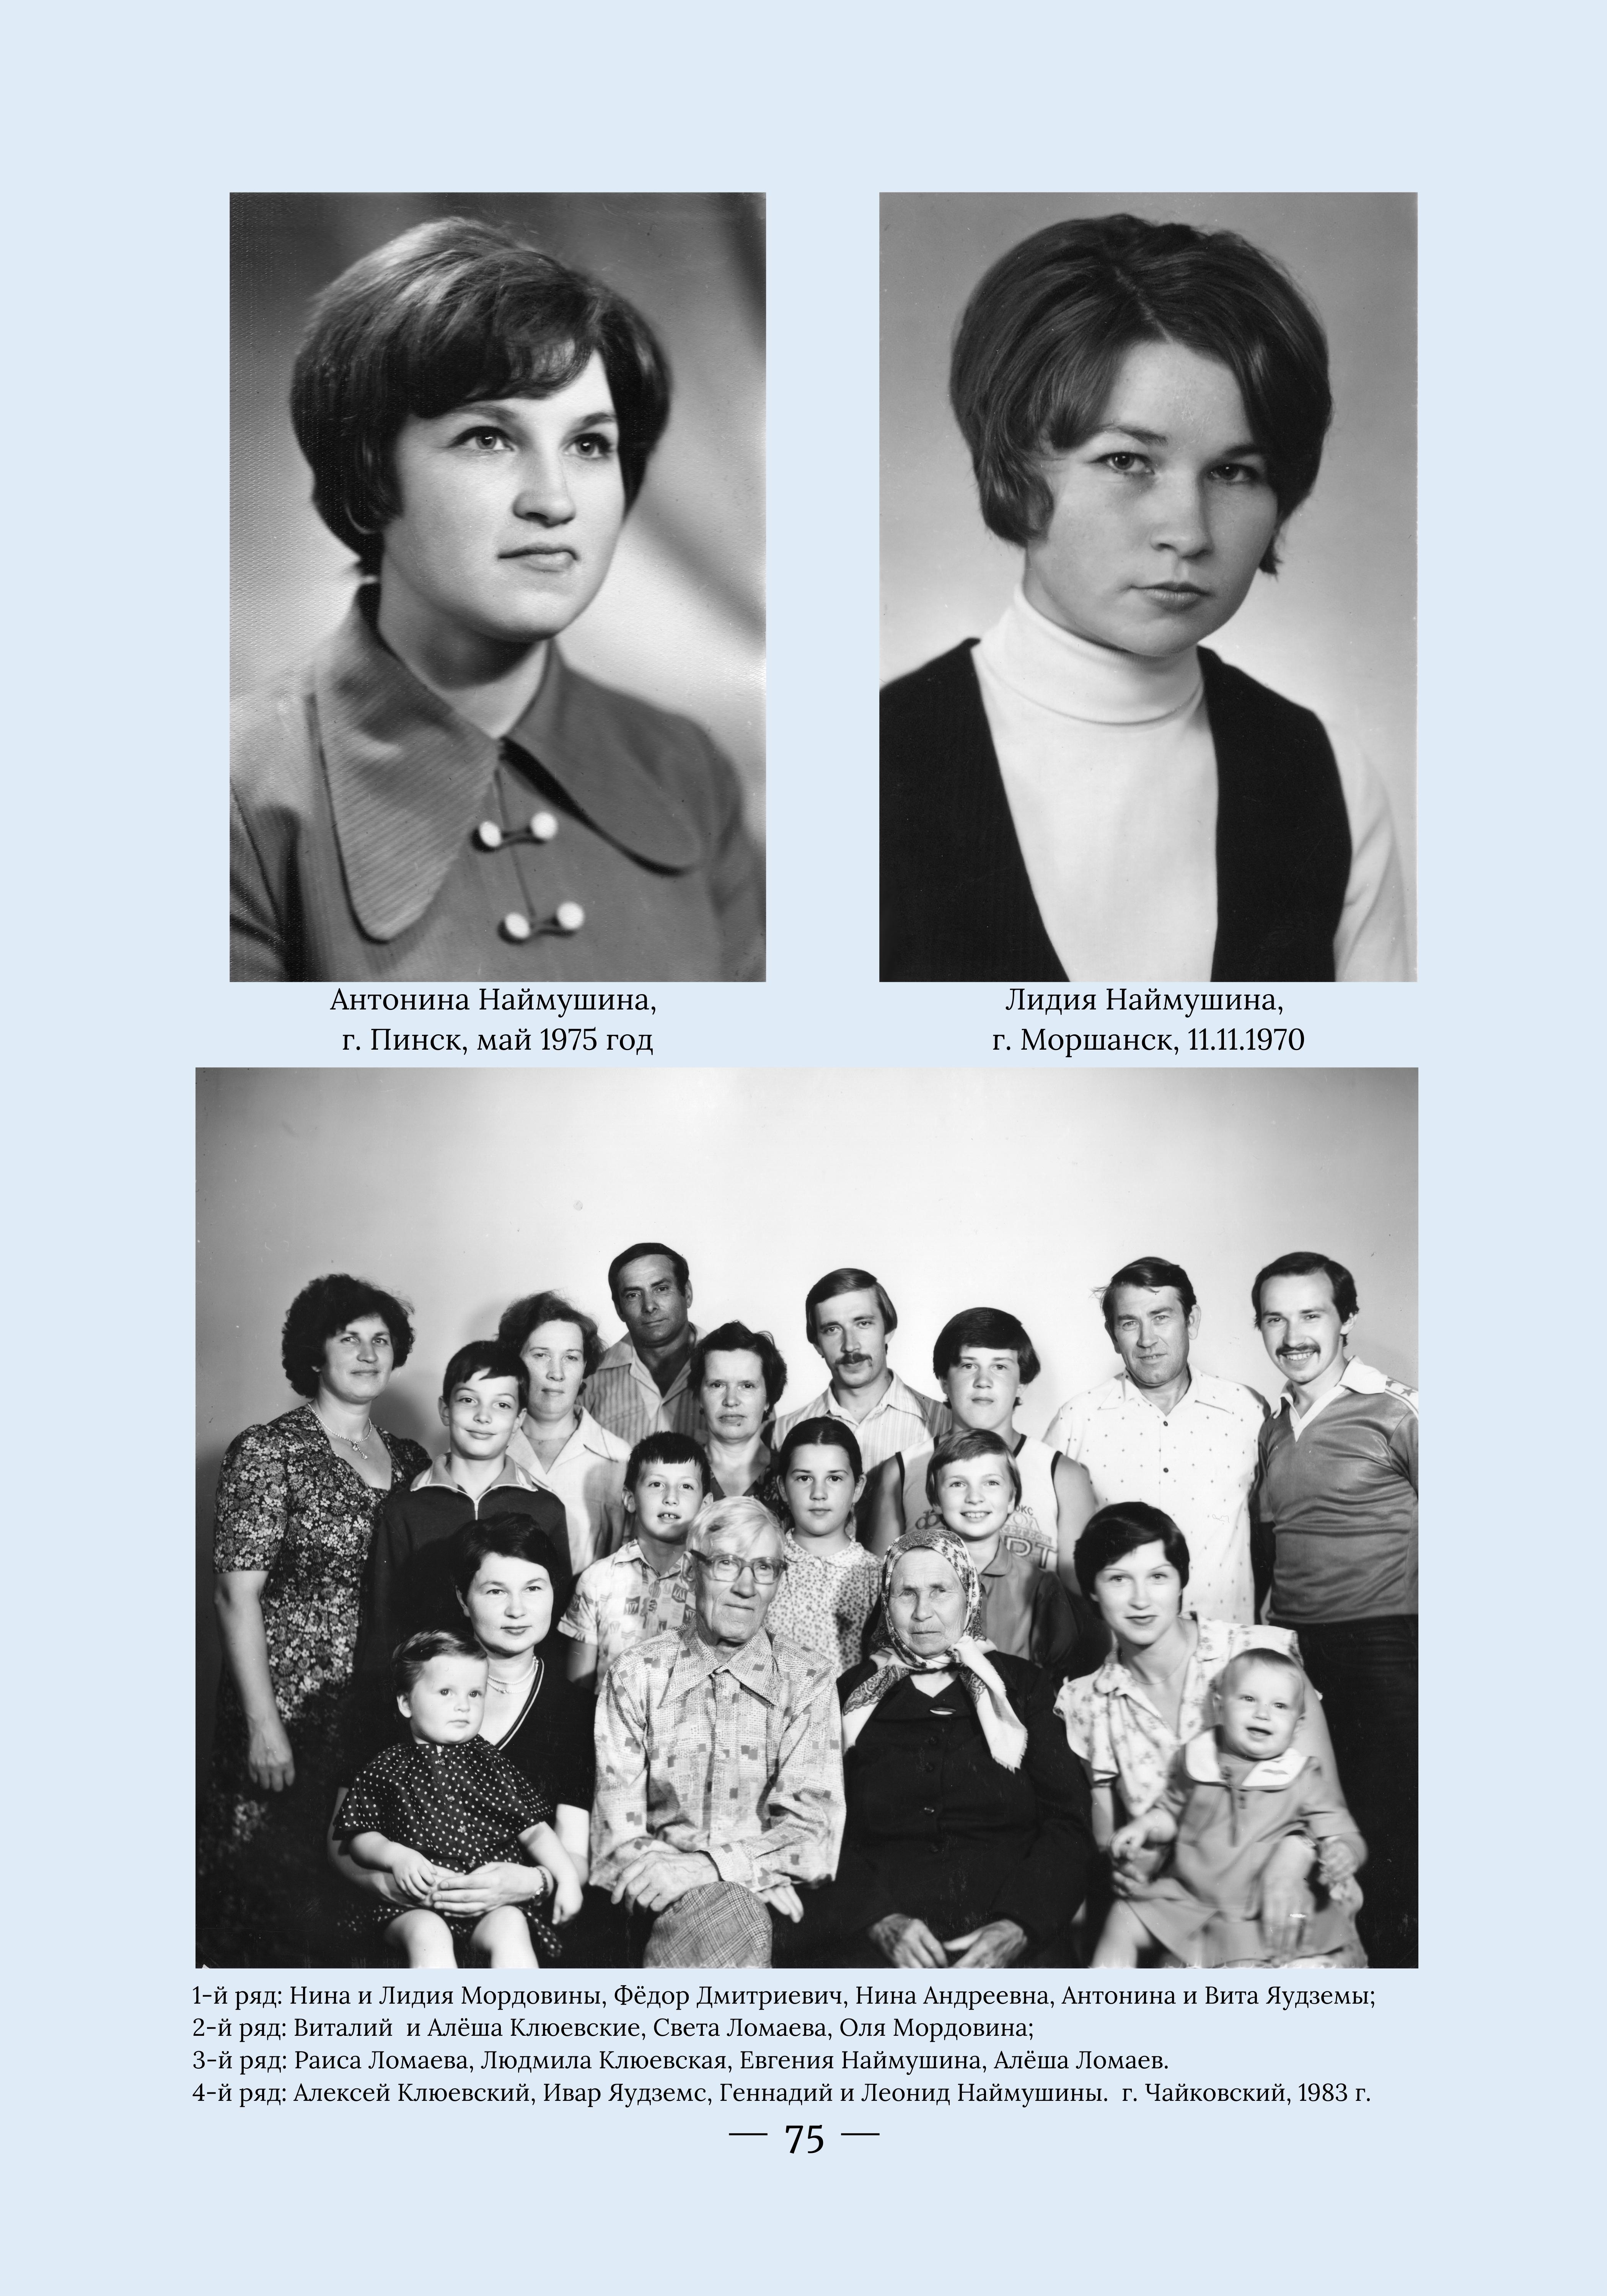 Антонина Наймушина,
г. Пинск, май 1975 год
Лидия Наймушина,
г. Моршанск, 11.11.1970
ОКС
ДТ
1-й ряд: Нина и Лидия Мордовины, Фёдор Дмитриевич, Нина Андреевна, Антонина и Вита Яудземы;
2-й ряд: Виталий и Алёша Клюевские, Света Ломаева, Оля Мордовина;
3-й ряд: Раиса Ломаева, Людмила Клюевская, Евгения Наймушина, Алёша Ломаев.
4-й ряд: Алексей Клюевский, Ивар Яудземс, Геннадий и Леонид Наймушины. г. Чайковский, 1983 г.
— 75 —